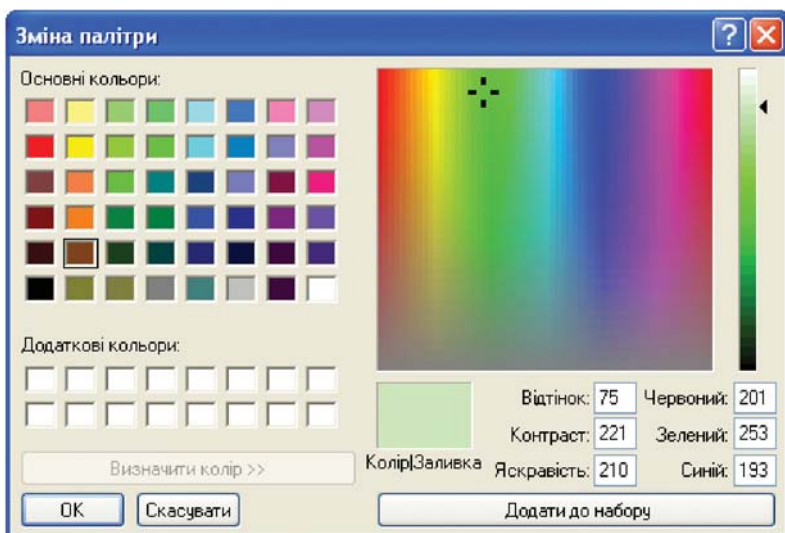 Зміна палітри
Основні кольори:
Додаткові кольори:
Визначити колір >>
ОК
Скасувати
Колір|Заливка
Відтінок: 75
Контраст: 221
Яскравість: 210
Червоний: 201
Зелений: 253
Синій: 193
Додати до набору